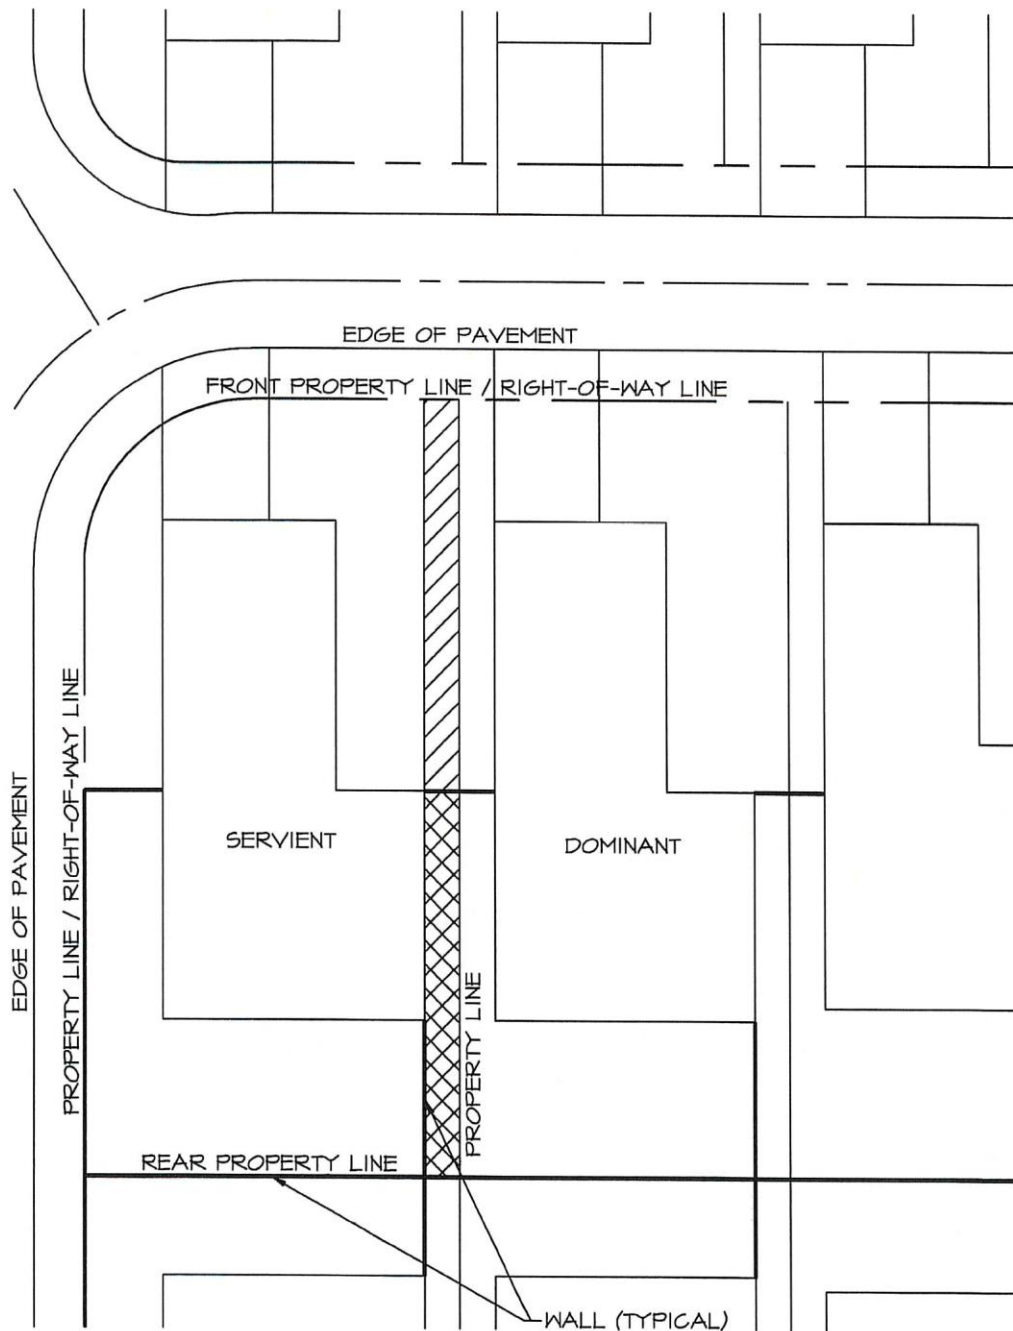 EDGE OF PAVEMENT
FRONT PROPERTY LINE / RIGHT-OF-WAY LINE
EDGE OF PAVEMENT
PROPERTY LINE / RIGHT-OF-WAY LINE
SERVIENT
DOMINANT
PROPERTY LINE
REAR PROPERTY LINE
WALL (TYPICAL)